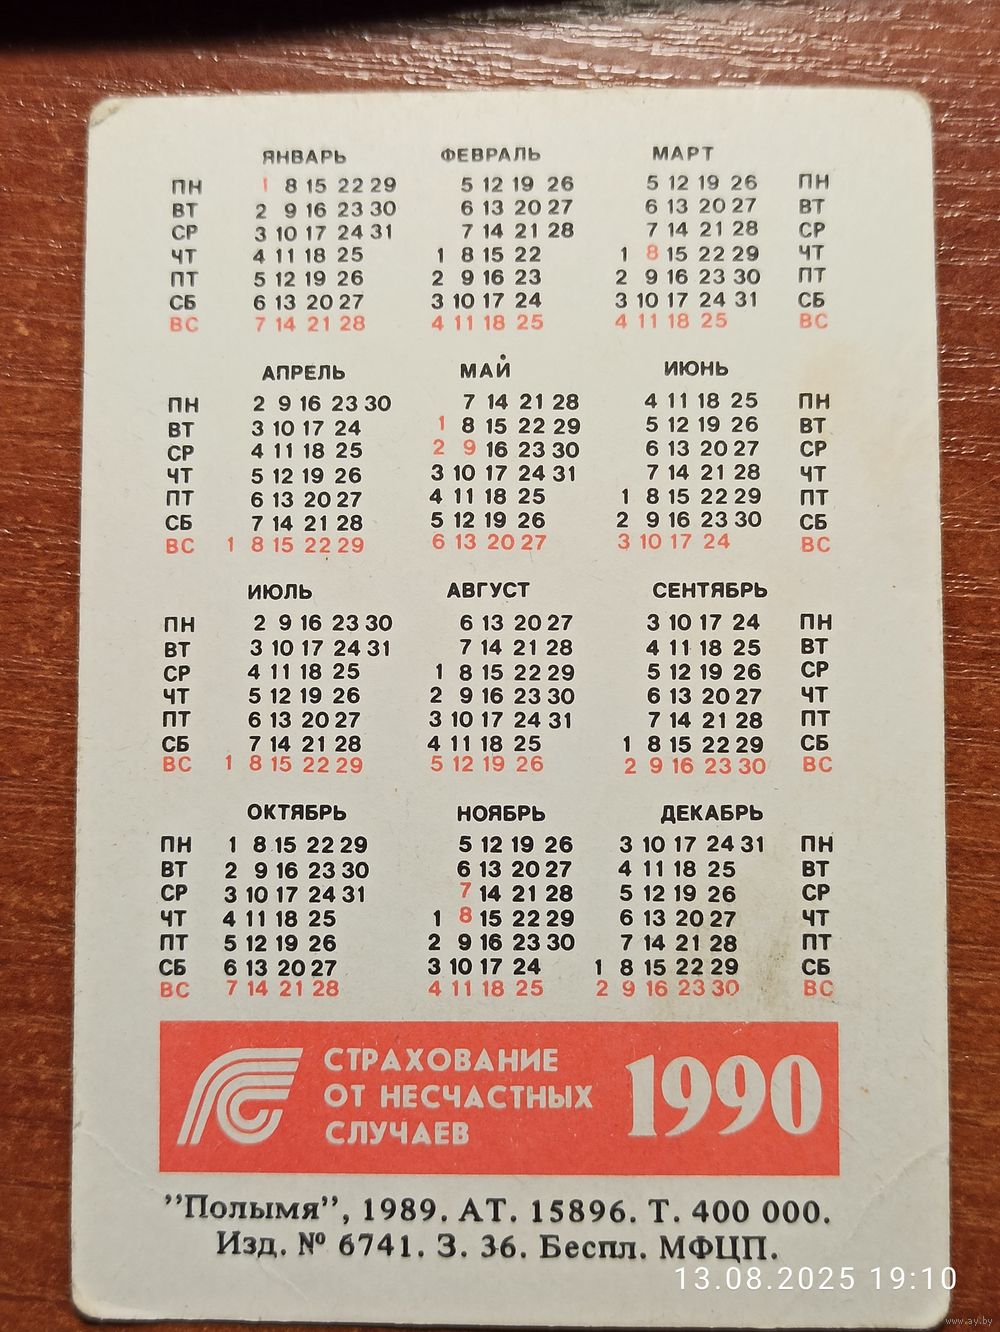 ЯНВАРЬ ФЕВРАЛЬ МАРТ
ПН 1 8 15 22 29 5 12 19 26 5 12 19 26 ПН
ВТ 2 9 16 23 30 6 13 20 27 6 13 20 27 ВТ
СР 3 10 17 24 31 7 14 21 28 7 14 21 28 СР
ЧТ 4 11 18 25 1 8 15 22 1 8 15 22 29 ЧТ
ПТ 5 12 19 26 2 9 16 23 2 9 16 23 30 ПТ
СБ 6 13 20 27 3 10 17 24 3 10 17 24 31 СБ
ВС 7 14 21 28 4 11 18 25 4 11 18 25 ВС
АПРЕЛЬ МАЙ ИЮНЬ
ПН 2 9 16 23 30 7 14 21 28 4 11 18 25 ПН
ВТ 3 10 17 24 1 8 15 22 29 5 12 19 26 ВТ
СР 4 11 18 25 2 9 16 23 30 6 13 20 27 СР
ЧТ 5 12 19 26 3 10 17 24 31 7 14 21 28 ЧТ
ПТ 6 13 20 27 4 11 18 25 1 8 15 22 29 ПТ
СБ 7 14 21 28 5 12 19 26 2 9 16 23 30 СБ
ВС 1 8 15 22 29 6 13 20 27 3 10 17 24 ВС
ИЮЛЬ АВГУСТ СЕНТЯБРЬ
ПН 2 9 16 23 30 6 13 20 27 3 10 17 24 ПН
ВТ 3 10 17 24 31 7 14 21 28 4 11 18 25 ВТ
СР 4 11 18 25 1 8 15 22 29 5 12 19 26 СР
ЧТ 5 12 19 26 2 9 16 23 30 6 13 20 27 ЧТ
ПТ 6 13 20 27 3 10 17 24 31 7 14 21 28 ПТ
СБ 7 14 21 28 4 11 18 25 1 8 15 22 29 СБ
ВС 1 8 15 22 29 5 12 19 26 2 9 16 23 30 ВС
ОКТЯБРЬ НОЯБРЬ ДЕКАБРЬ
ПН 1 8 15 22 29 5 12 19 26 3 10 17 24 31 ПН
ВТ 2 9 16 23 30 6 13 20 27 4 11 18 25 ВТ
СР 3 10 17 24 31 7 14 21 28 5 12 19 26 СР
ЧТ 4 11 18 25 1 8 15 22 29 6 13 20 27 ЧТ
ПТ 5 12 19 26 2 9 16 23 30 7 14 21 28 ПТ
СБ 6 13 20 27 3 10 17 24 1 8 15 22 29 СБ
ВС 7 14 21 28 4 11 18 25 2 9 16 23 30 ВС
СТРАХОВАНИЕ
ОТ НЕСЧАСТНЫХ
СЛУЧАЕВ
1990
"Полымя", 1989. АТ. 15896. Т. 400 000.
Изд. № 6741. З. 36. Беспл. МФЦП.
13.08.2025 19:10
www.ay.by